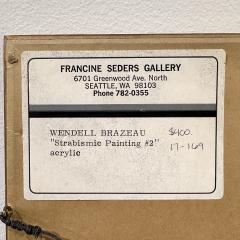 FRANCINE SEDERS GALLERY
6701 Greenwood Ave. North
SEATTLE, WA 98103
Phone 782-0355
WENDELL BRAZEAU $400.
"Strabismic Painting #2" 17-169
acrylic